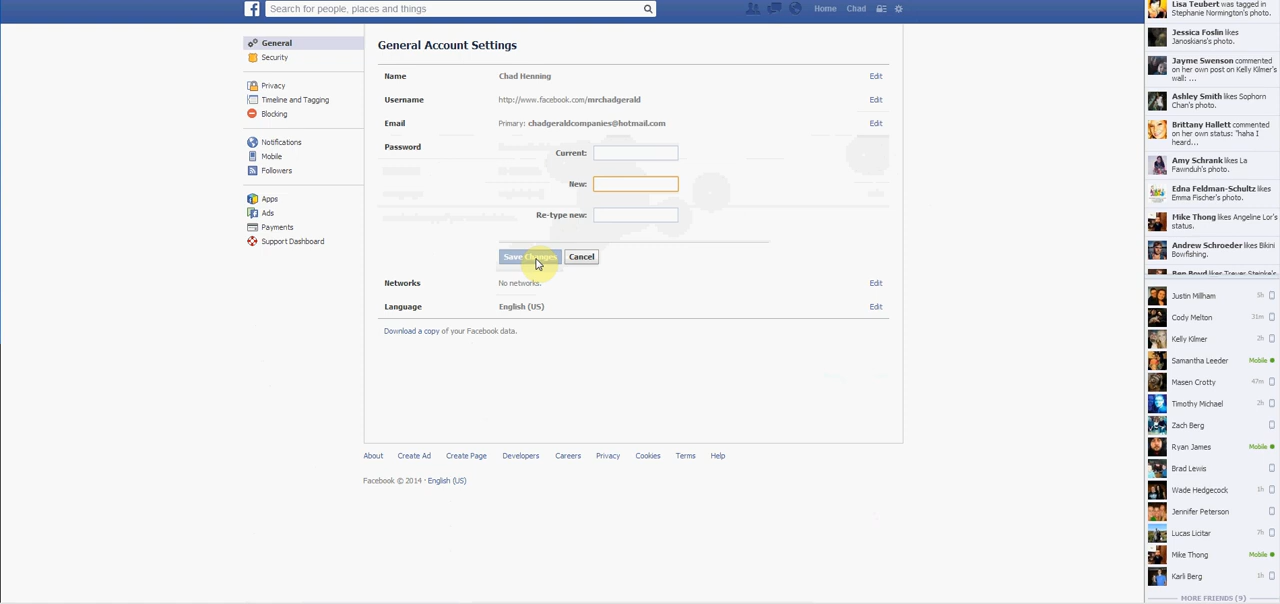 Search for people, places and things
Home
Chad
General
Security
Privacy
Timeline and Tagging
Blocking
Notifications
Mobile
Followers
Apps
Ads
Payments
Support Dashboard
General Account Settings
Name
Chad Henning
Edit
Username
http://www.facebook.com/mrchadgerald
Edit
Email
Primary: chadgeraldcompanies@hotmail.com
Edit
Password
Current:
New:
Re-type new:
Save Changes
Cancel
Networks
No networks.
Edit
Language
English (US)
Edit
Download a copy of your Facebook data.
About
Create Ad
Create Page
Developers
Careers
Privacy
Cookies
Terms
Help
Facebook © 2014 · English (US)
Lisa Teubert was tagged in
Stephanie Normington's photo.
Jessica Foslin likes
Janoskians's photo.
Jayme Swenson commented
on her own post on Kelly Kilmer's
wall: ...
Ashley Smith likes Sophorn
Chan's photo.
Brittany Hallett commented
on her own status: "haha I
heard...
Amy Schrank likes La
Fawnduh's photo.
Edna Feldman-Schultz likes
Emma Fischer's photo.
Mike Thong likes Angeline Lor's
status.
Andrew Schroeder likes Bikini
Bowfishing.
Ben Boyd likes Trever Steinke's
Justin Millham 5h
Cody Melton 31m
Kelly Kilmer 2h
Samantha Leeder Mobile
Masen Crotty 47m
Timothy Michael 2h
Zach Berg
Ryan James Mobile
Brad Lewis
Wade Hedgecock 1h
Jennifer Peterson
Lucas Licitar 7h
Mike Thong Mobile
Karli Berg 1h
MORE FRIENDS (9)